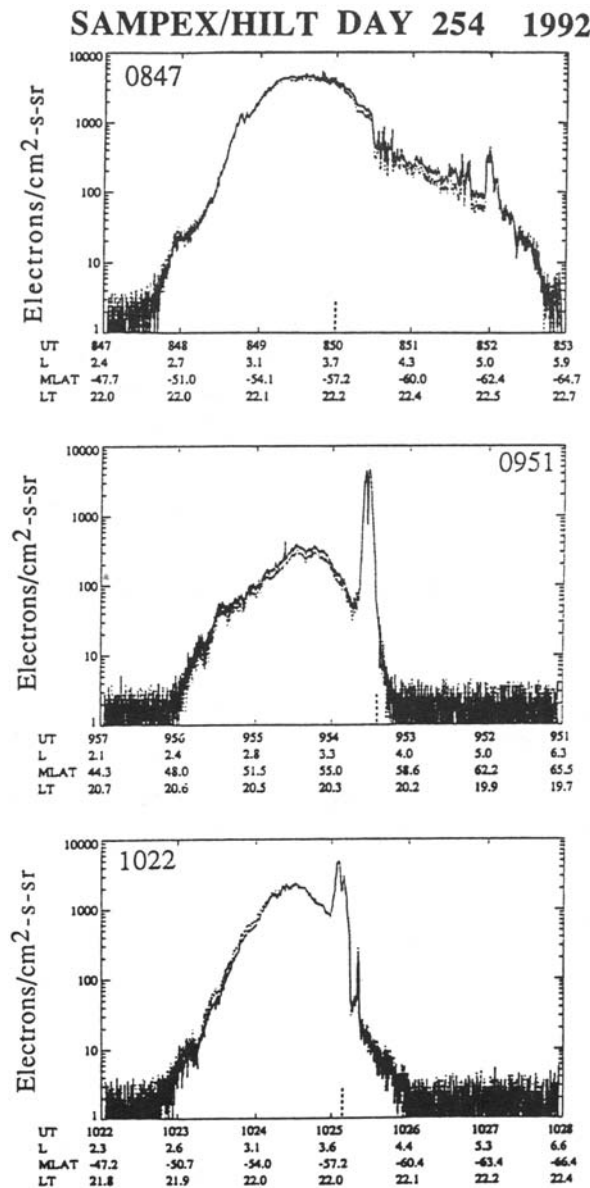 SAMPEX/HILT DAY 254 1992
0847
Electrons/cm2-s-sr
10000
1000
100
10
1
UT 847 848 849 850 851 852 853
L 2.4 2.7 3.1 3.7 4.3 5.0 5.9
MLAT -47.7 -51.0 -54.1 -57.2 -60.0 -62.4 -64.7
LT 22.0 22.0 22.1 22.2 22.4 22.5 22.7
0951
Electrons/cm2-s-sr
10000
1000
100
10
1
UT 957 956 955 954 953 952 951
L 2.1 2.4 2.8 3.3 4.0 5.0 6.3
MLAT 44.3 48.0 51.5 55.0 58.6 62.2 65.5
LT 20.7 20.6 20.5 20.3 20.2 19.9 19.7
1022
Electrons/cm2-s-sr
10000
1000
100
10
1
UT 1022 1023 1024 1025 1026 1027 1028
L 2.3 2.6 3.1 3.6 4.4 5.3 6.6
MLAT -47.2 -50.7 -54.0 -57.2 -60.4 -63.4 -66.4
LT 21.8 21.9 22.0 22.0 22.1 22.2 22.4